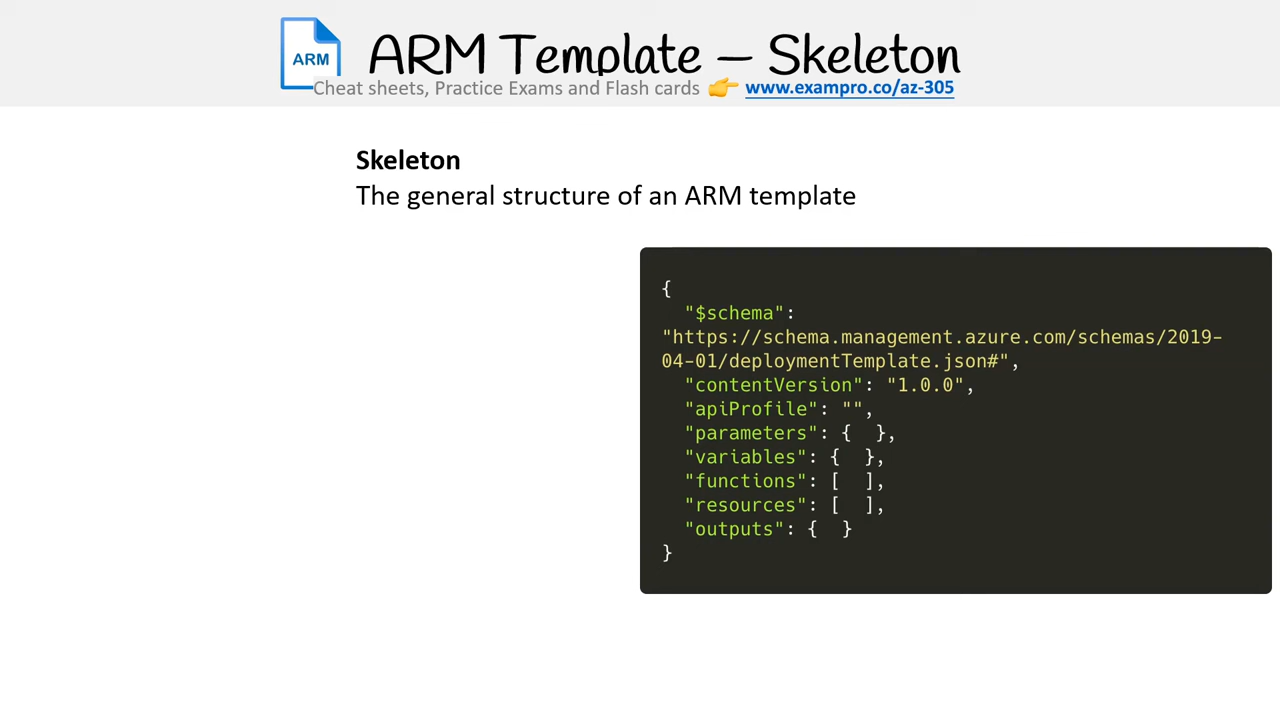 ARM
ARM Template – Skeleton
Cheat sheets, Practice Exams and Flash cards 👉 www.exampro.co/az-305
Skeleton
The general structure of an ARM template
{
  "$schema":
"https://schema.management.azure.com/schemas/2019-
04-01/deploymentTemplate.json#",
  "contentVersion": "1.0.0",
  "apiProfile": "",
  "parameters": {  },
  "variables": {  },
  "functions": [  ],
  "resources": [  ],
  "outputs": {  }
}